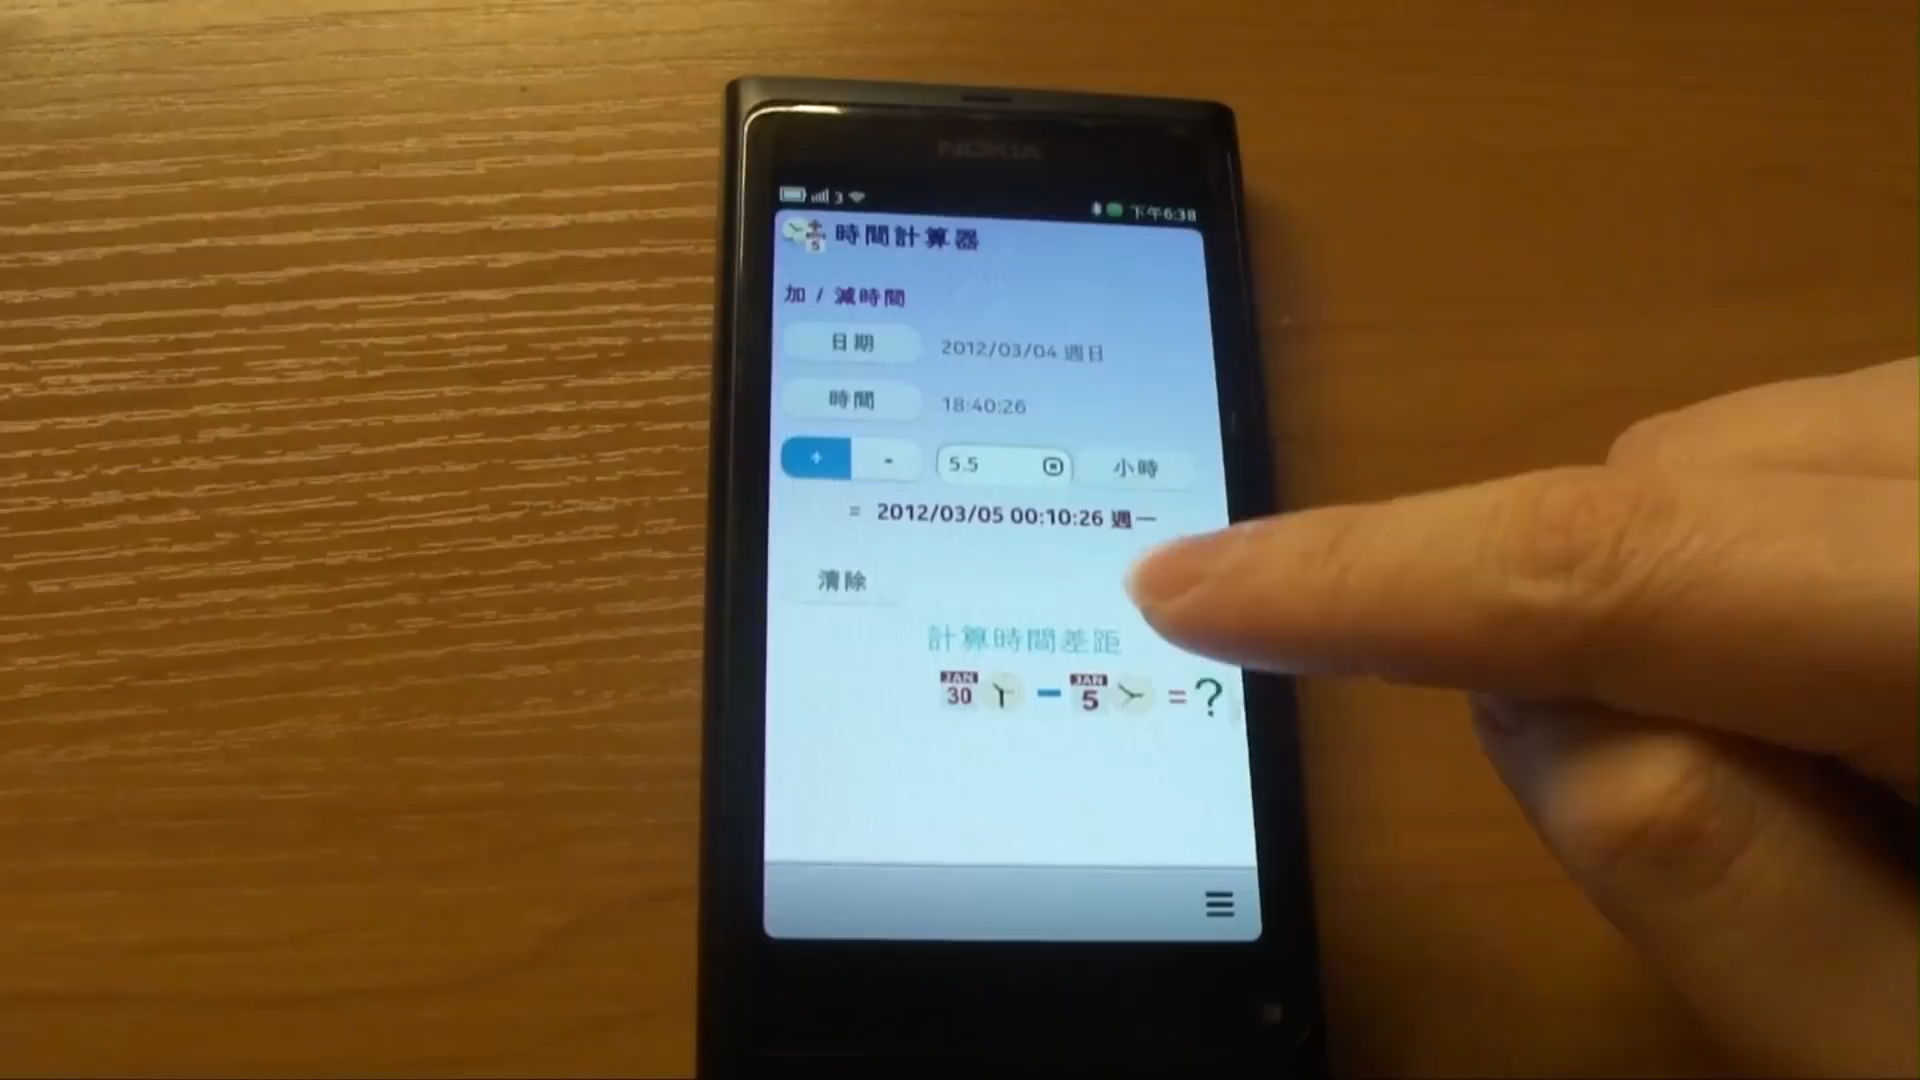 NOKIA
3 下午6:38
時間計算器
加 / 減時間
日期 2012/03/04 週日
時間 18:40:26
+ - 5.5 小時
= 2012/03/05 00:10:26 週一
清除
計算時間差距
JAN 30 - JAN 5 = ?